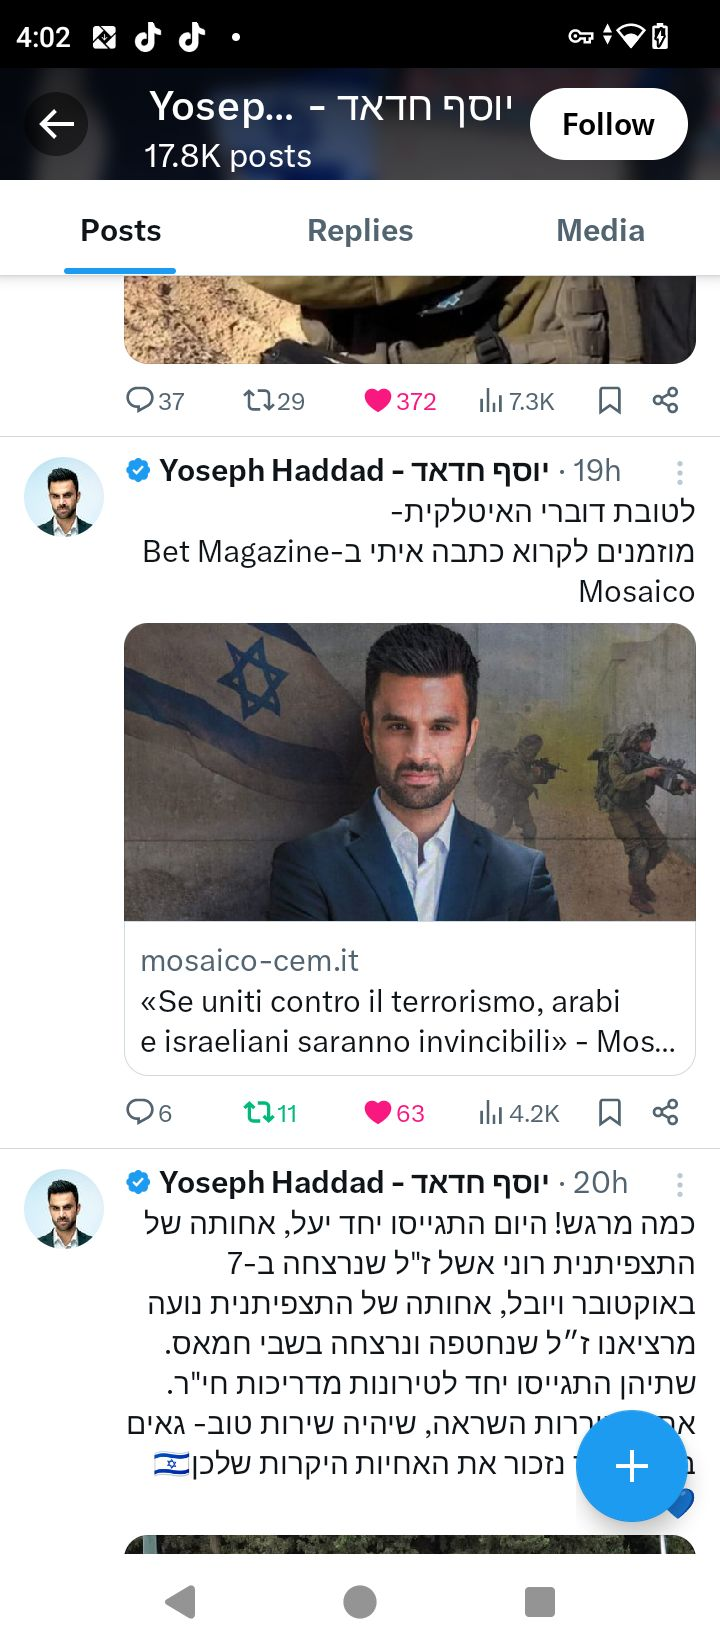 4:02
Yosep... - יוסף חדאד
17.8K posts
Follow
Posts
Replies
Media
37
29
372
7.3K
Yoseph Haddad - יוסף חדאד · 19h
לטובת דוברי האיטלקית-
מוזמנים לקרוא כתבה איתי ב-Bet Magazine
Mosaico
mosaico-cem.it
«Se uniti contro il terrorismo, arabi
e israeliani saranno invincibili» - Mos...
6
11
63
4.2K
Yoseph Haddad - יוסף חדאד · 20h
כמה מרגש! היום התגייסו יחד יעל, אחותה של
התצפיתנית רוני אשל ז"ל שנרצחה ב-7
באוקטובר ויובל, אחותה של התצפיתנית נועה
מרציאנו ז״ל שנחטפה ונרצחה בשבי חמאס.
שתיהן התגייסו יחד לטירונות מדריכות חי"ר.
השראה, שיהיה שירות טוב- גאים
נזכור את האחיות היקרות שלכן🇮🇱
💙